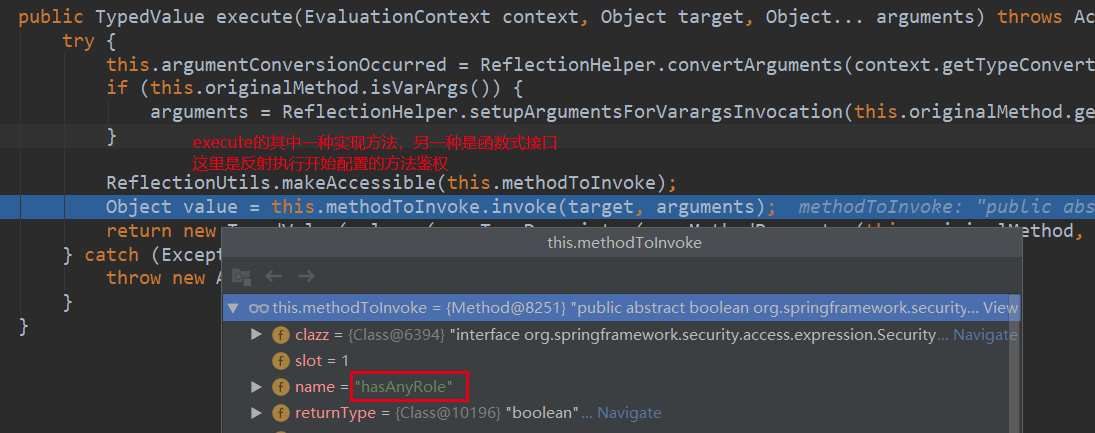 public TypedValue execute(EvaluationContext context, Object target, Object... arguments) throws Ac
try {
this.argumentConversionOccurred = ReflectionHelper.convertArguments(context.getTypeConvert
if (this.originalMethod.isVarArgs()) {
arguments = ReflectionHelper.setupArgumentsForVarargsInvocation(this.originalMethod.ge
}
execute的其中一种实现方法，另一种是函数式接口
这里是反射执行开始配置的方法鉴权
ReflectionUtils.makeAccessible(this.methodToInvoke);
Object value = this.methodToInvoke.invoke(target, arguments); methodToInvoke: "public abs
return new
} catch (Except
throw new A
}
}
this.methodToInvoke
this.methodToInvoke = {Method@8251} "public abstract boolean org.springframework.security... View
clazz = {Class@6394} "interface org.springframework.security.access.expression.Security... Navigate
slot = 1
name = "hasAnyRole"
returnType = {Class@10196} "boolean"... Navigate